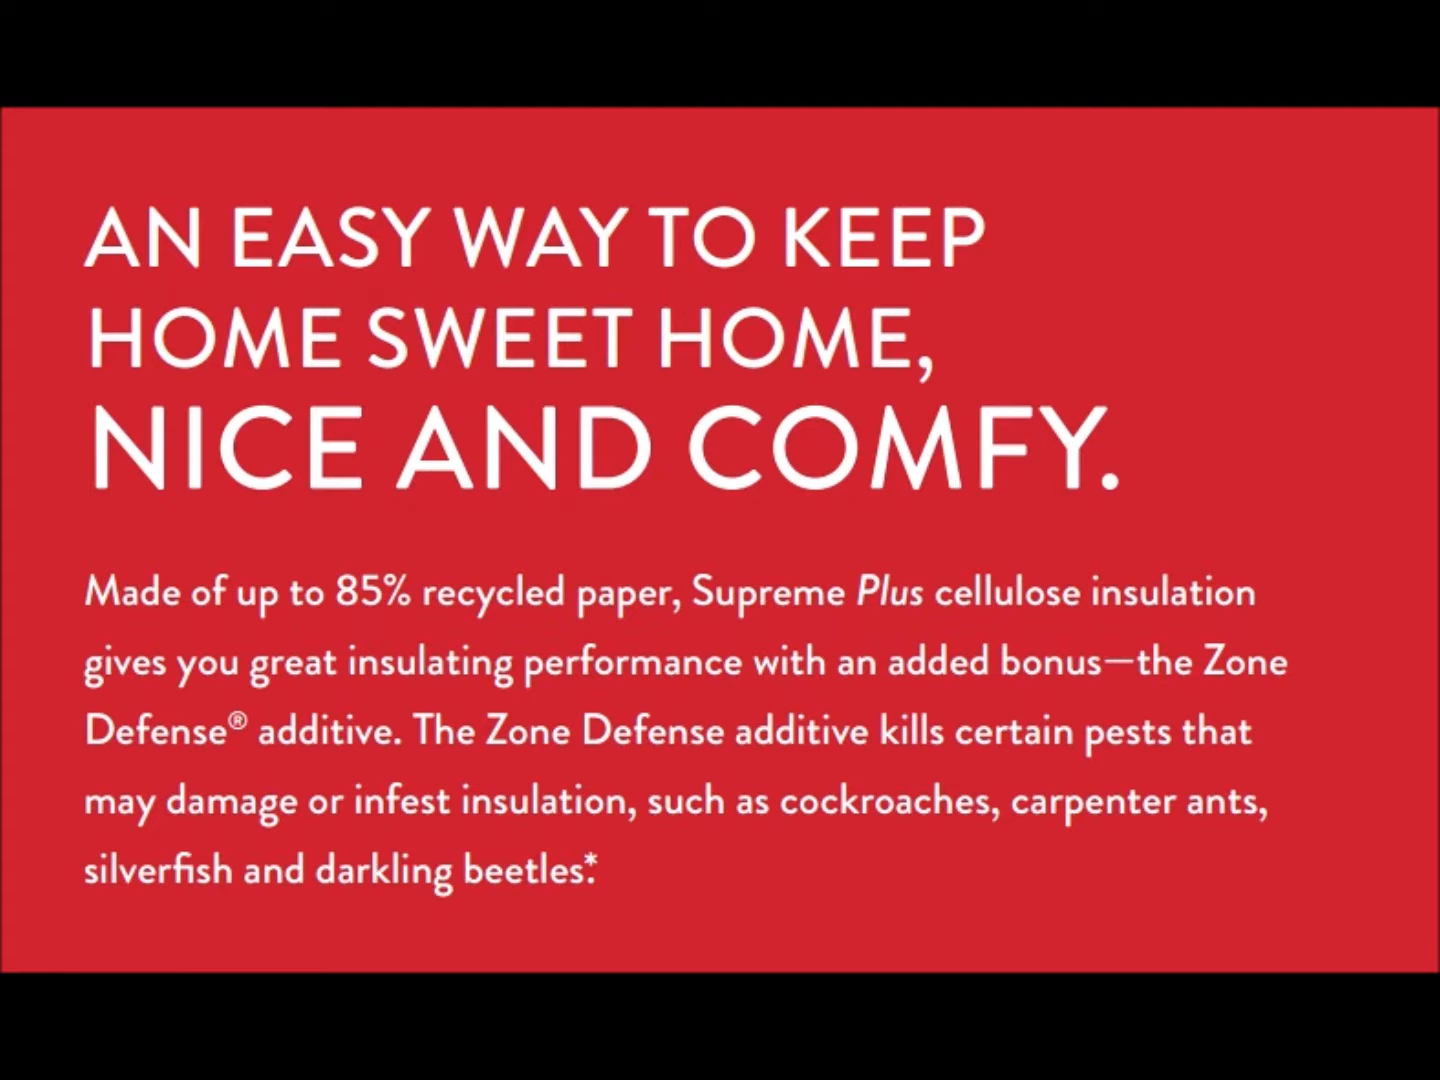 AN EASY WAY TO KEEP
HOME SWEET HOME,
NICE AND COMFY.
Made of up to 85% recycled paper, Supreme Plus cellulose insulation
gives you great insulating performance with an added bonus—the Zone
Defense® additive. The Zone Defense additive kills certain pests that
may damage or infest insulation, such as cockroaches, carpenter ants,
silverfish and darkling beetles.*